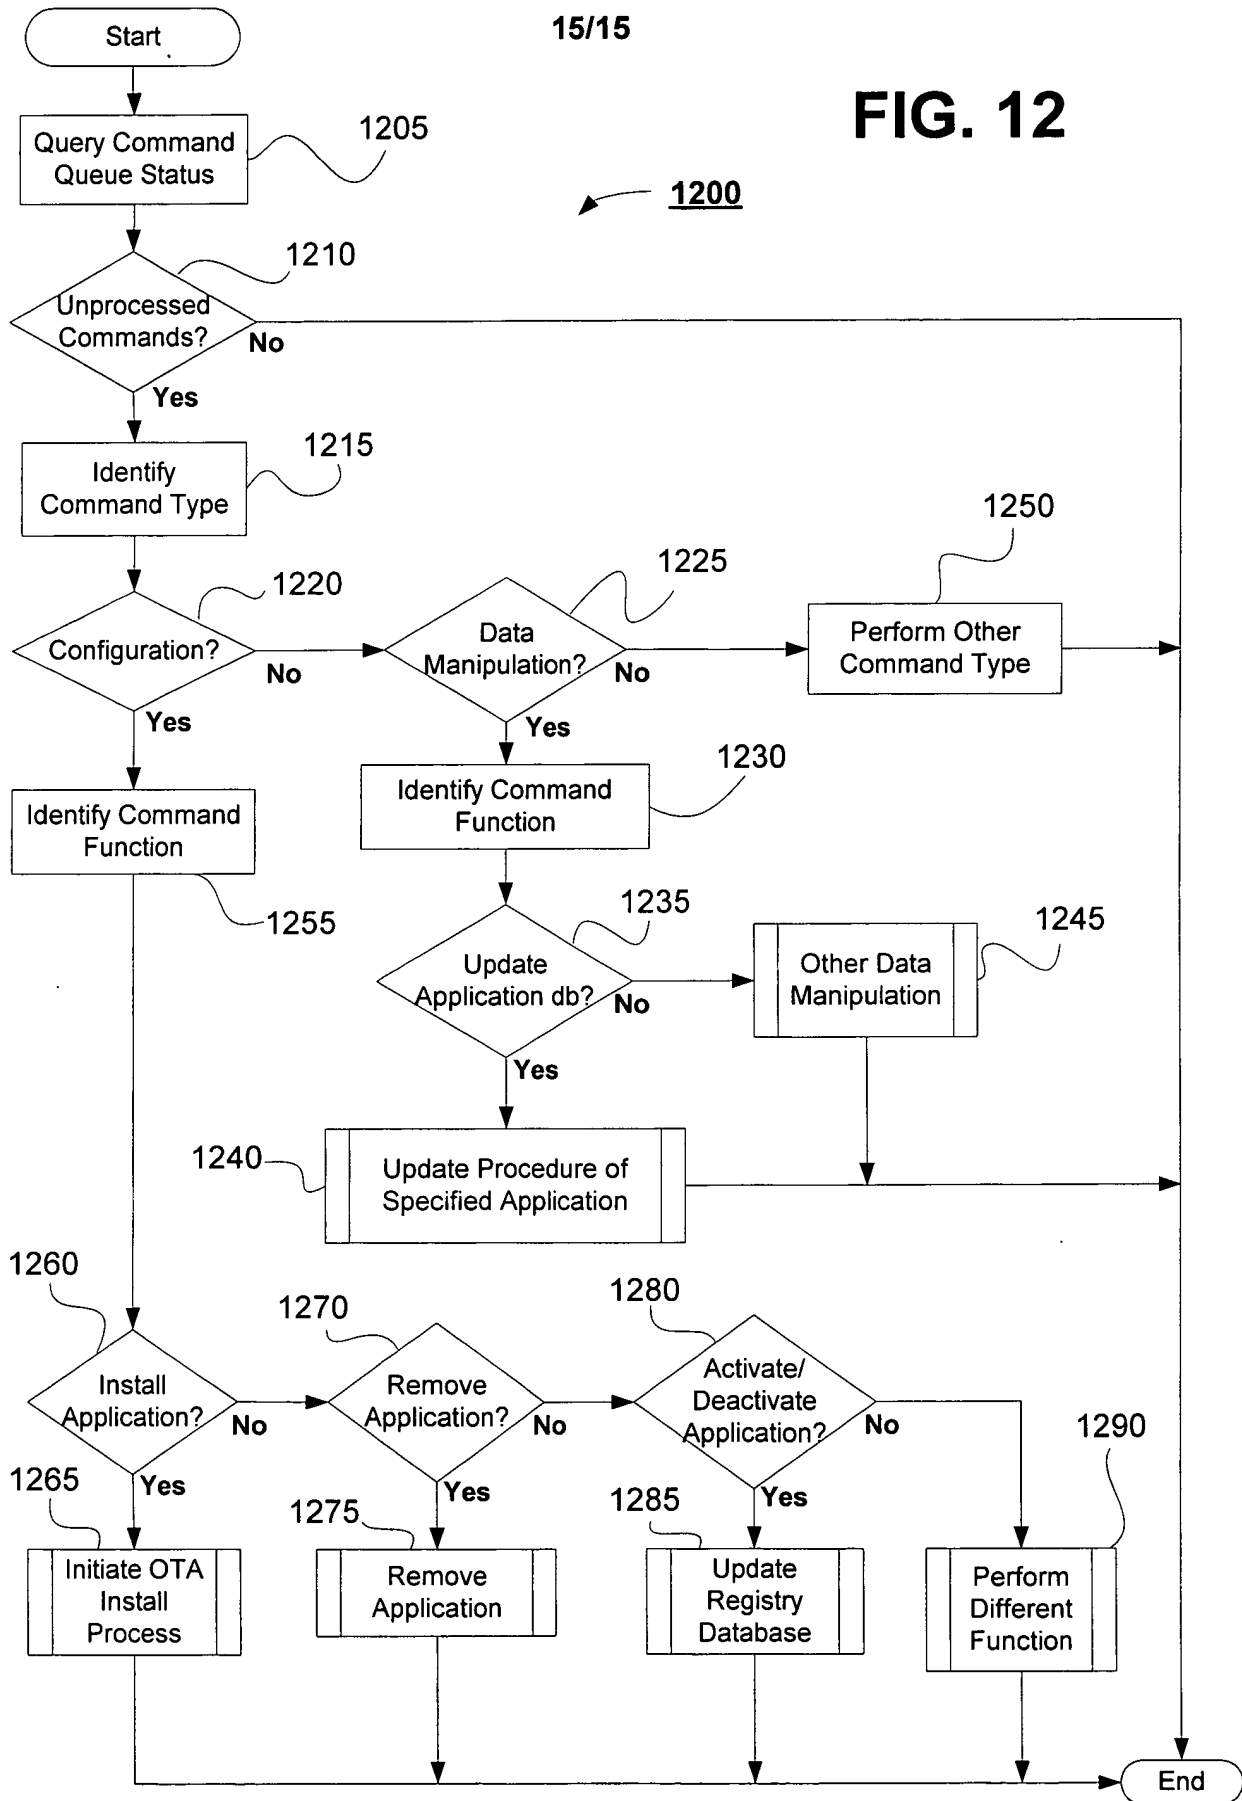 Start
15/15
FIG. 12
Query Command
Queue Status
1205
1200
1210
Unprocessed
Commands?
No
Yes
1215
Identify
Command Type
1250
1225
1220
Configuration?
No
Data
Manipulation?
No
Perform Other
Command Type
Yes
Yes
1230
Identify Command
Function
Identify Command
Function
1255
1235
1245
Update
Application db?
No
Other Data
Manipulation
Yes
1240
Update Procedure of
Specified Application
1260
1270
1280
Install
Application?
No
Remove
Application?
No
Activate/
Deactivate
Application?
No
1290
Yes
Yes
Yes
1265
1275
1285
Initiate OTA
Install
Process
Remove
Application
Update
Registry
Database
Perform
Different
Function
End